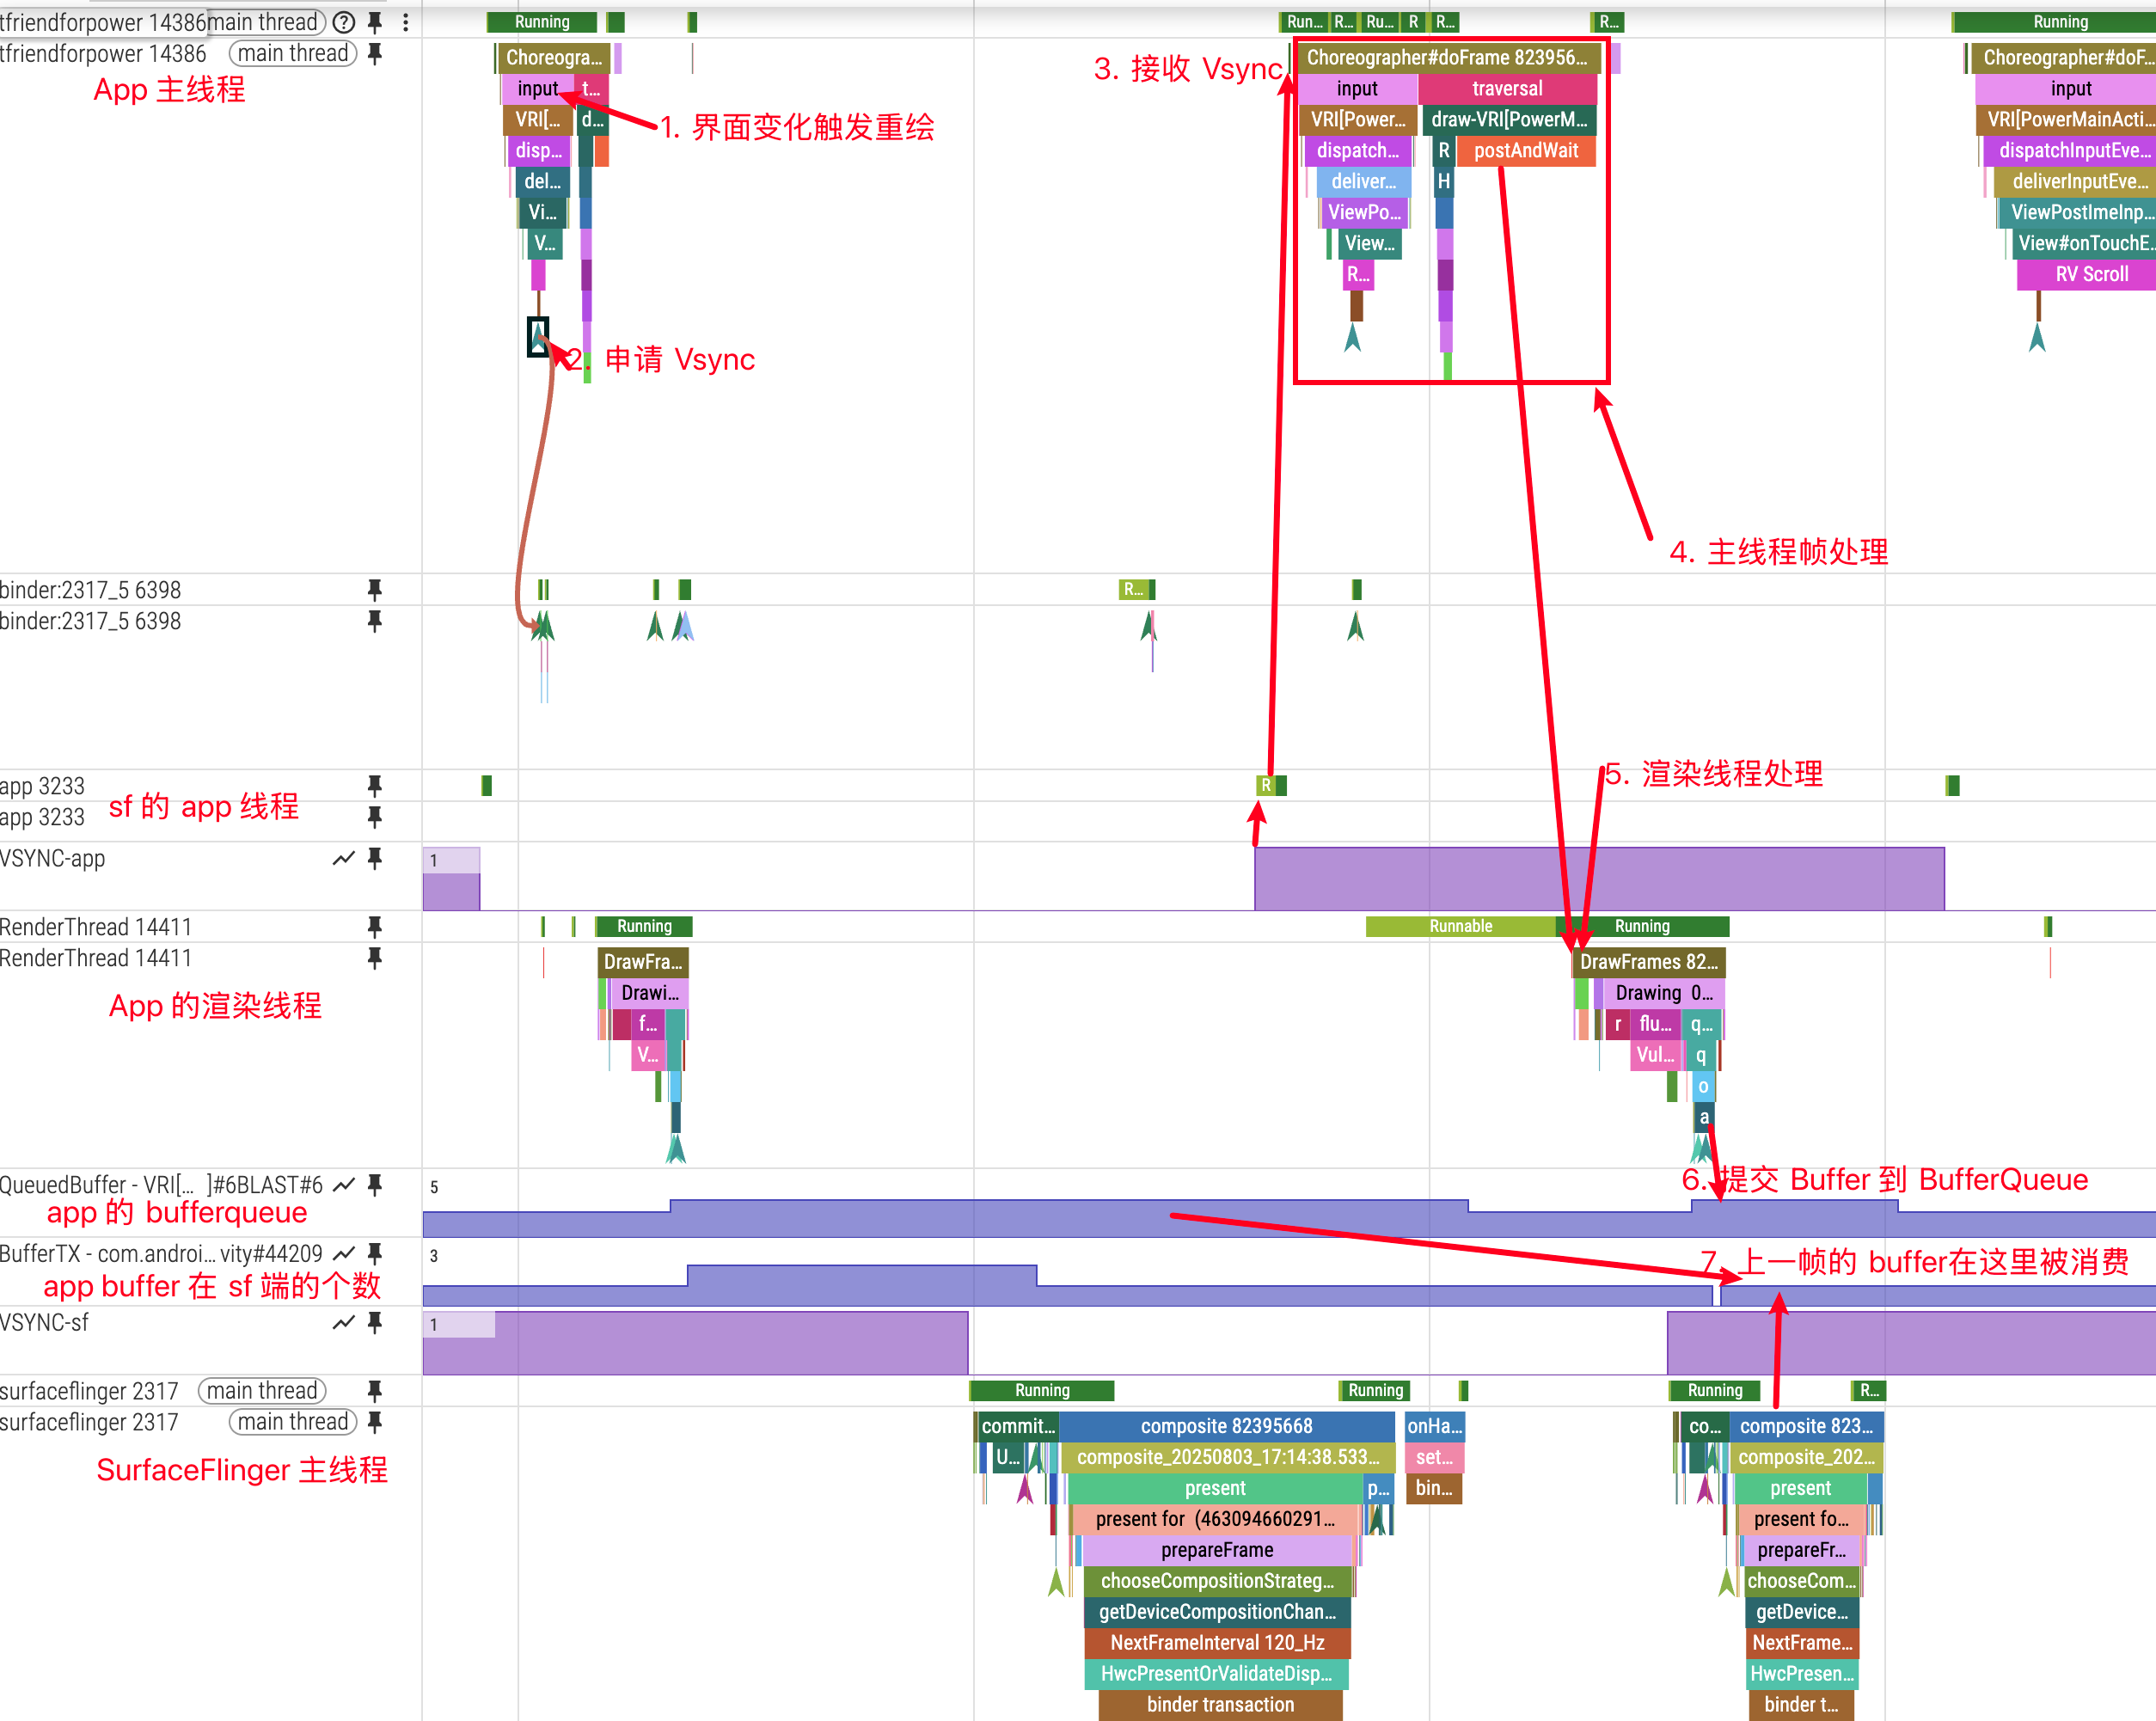 tfriendforpower 14386 main thread
Running
Run... R... Ru... R R...
R...
Running
tfriendforpower 14386 main thread
App 主线程
Choreogra...
input t...
VRI[... d...
disp...
del...
Vi...
V...
1. 界面变化触发重绘
2. 申请 Vsync
3. 接收 Vsync
Choreographer#doFrame 823956...
input traversal
VRI[Power... draw-VRI[PowerM...
dispatch... R postAndWait
deliver... H
ViewPo...
View...
R...
4. 主线程帧处理
Choreographer#doF...
input
VRI[PowerMainActi...
dispatchInputEve...
deliverInputEve...
ViewPostImeInp...
View#onTouchE...
RV Scroll
binder:2317_5 6398
R...
binder:2317_5 6398
app 3233
R
sf 的 app 线程
app 3233
5. 渲染线程处理
VSYNC-app
1
RenderThread 14411
Running
Runnable
Running
RenderThread 14411
App 的渲染线程
DrawFra...
Drawi...
f...
V...
DrawFrames 82...
Drawing 0...
r flu... q...
Vul... q
o
a
6. 提交 Buffer 到 BufferQueue
QueuedBuffer - VRI[... ]#6BLAST#6
5
app 的 bufferqueue
BufferTX - com.androi... vity#44209
3
app buffer 在 sf 端的个数
7. 上一帧的 buffer在这里被消费
VSYNC-sf
1
surfaceflinger 2317 main thread
Running
Running
Running
R...
surfaceflinger 2317 main thread
SurfaceFlinger 主线程
commit... composite 82395668 onHa...
U... composite_20250803_17:14:38.533... set...
present p... bin...
present for (463094660291...
prepareFrame
chooseCompositionStrateg...
getDeviceCompositionChan...
NextFrameInterval 120_Hz
HwcPresentOrValidateDisp...
binder transaction
co... composite 823...
composite_202...
present
present fo...
prepareFr...
chooseCom...
getDevice...
NextFrame...
HwcPresen...
binder t...